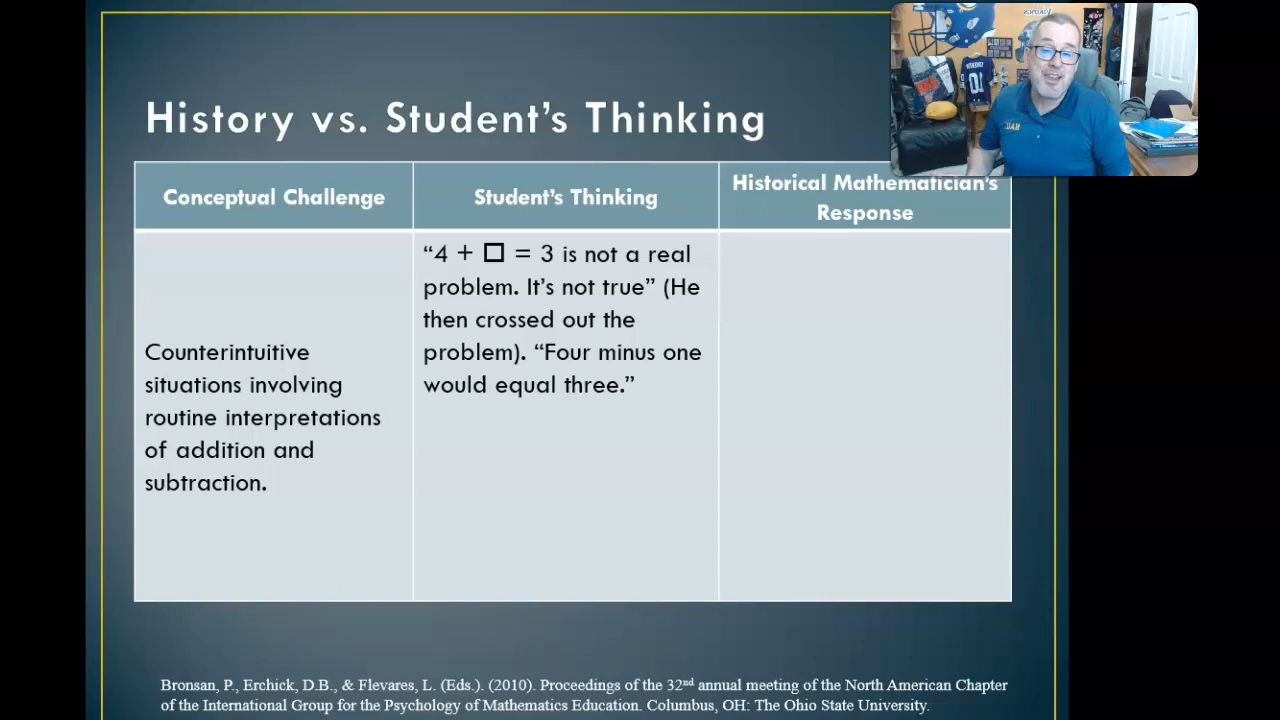 History vs. Student's Thinking
Conceptual Challenge
Student's Thinking
Historical Mathematician's
Response
Counterintuitive
situations involving
routine interpretations
of addition and
subtraction.
“4 + □ = 3 is not a real
problem. It's not true” (He
then crossed out the
problem). “Four minus one
would equal three.”
Bronsan, P., Erchick, D.B., & Flevares, L. (Eds.). (2010). Proceedings of the 32nd annual meeting of the North American Chapter
of the International Group for the Psychology of Mathematics Education. Columbus, OH: The Ohio State University.